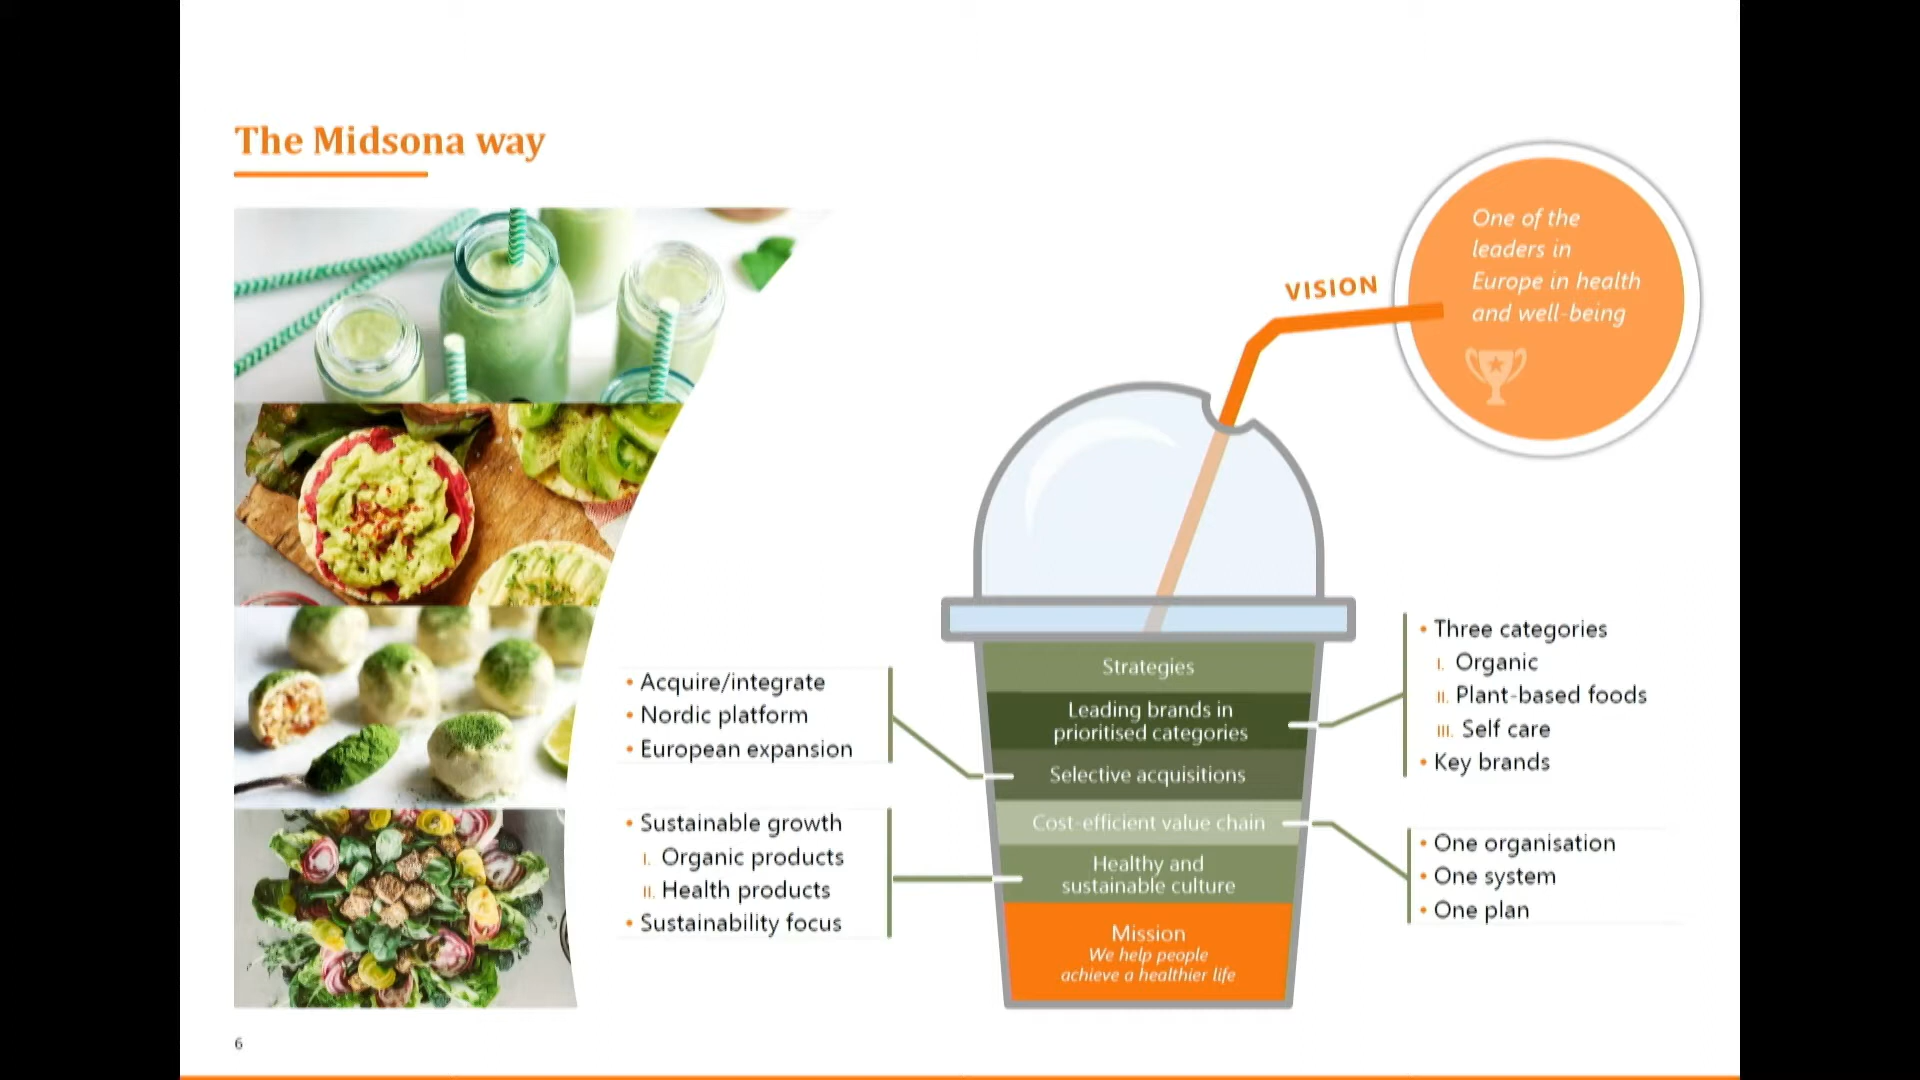 The Midsona way
VISION
One of the
leaders in
Europe in health
and well-being
• Acquire/integrate
• Nordic platform
• European expansion
• Sustainable growth
I. Organic products
II. Health products
• Sustainability focus
Strategies
Leading brands in
prioritised categories
Selective acquisitions
Cost-efficient value chain
Healthy and
sustainable culture
Mission
We help people
achieve a healthier life
• Three categories
I. Organic
II. Plant-based foods
III. Self care
• Key brands
• One organisation
• One system
• One plan
6